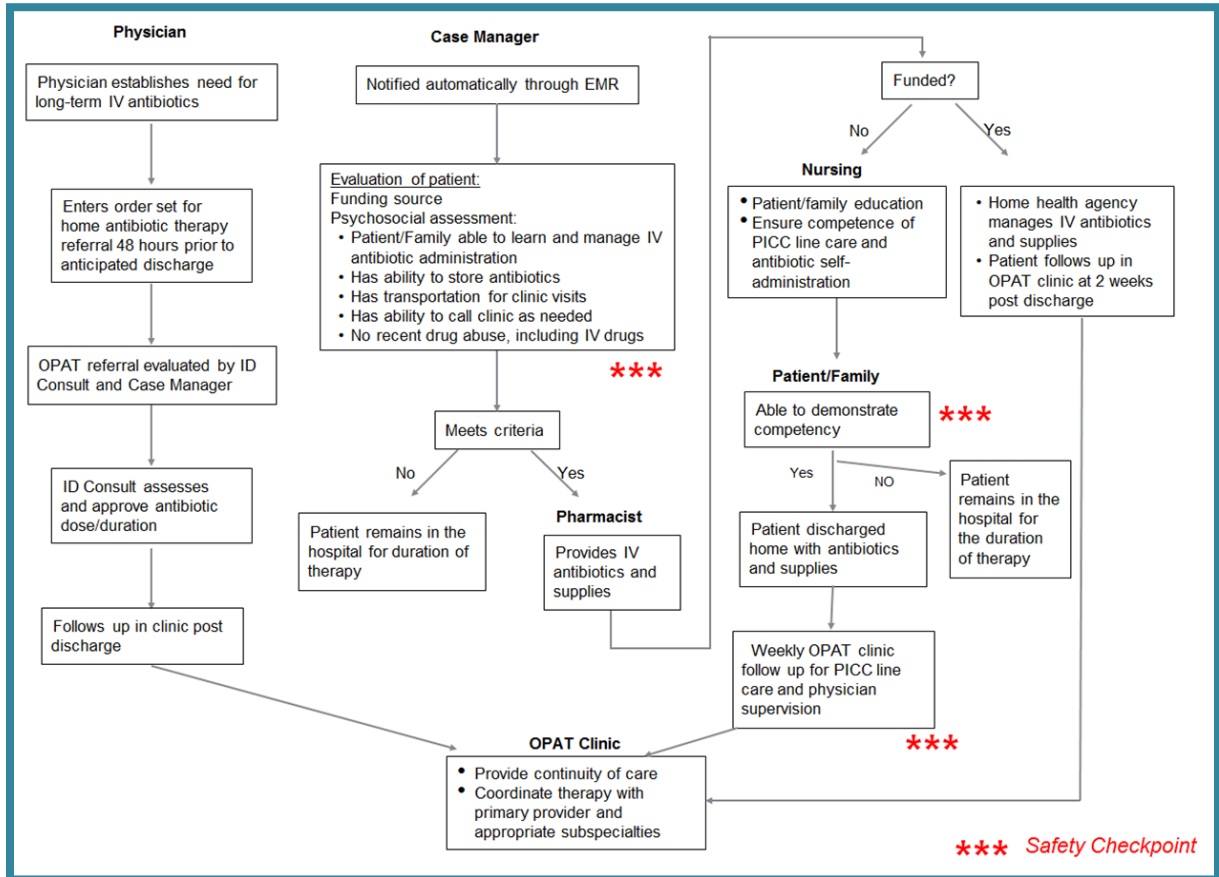 Physician
Physician establishes need for
long-term IV antibiotics
Enters order set for
home antibiotic therapy
referral 48 hours prior to
anticipated discharge
OPAT referral evaluated by ID
Consult and Case Manager
ID Consult assesses
and approve antibiotic
dose/duration
Follows up in clinic post
discharge
Case Manager
Notified automatically through EMR
Evaluation of patient:
Funding source
Psychosocial assessment:
• Patient/Family able to learn and manage IV
antibiotic administration
• Has ability to store antibiotics
• Has transportation for clinic visits
• Has ability to call clinic as needed
• No recent drug abuse, including IV drugs
***
Meets criteria
No
Yes
Patient remains in the
hospital for duration of
therapy
Pharmacist
Provides IV
antibiotics and
supplies
Funded?
No
Yes
Nursing
• Patient/family education
• Ensure competence of
PICC line care and
antibiotic self-
administration
• Home health agency
manages IV antibiotics
and supplies
• Patient follows up in
OPAT clinic at 2 weeks
post discharge
Patient/Family
Able to demonstrate
competency
***
Yes
NO
Patient
remains in the
hospital for
the duration
of therapy
Patient discharged
home with antibiotics
and supplies
Weekly OPAT clinic
follow up for PICC line
care and physician
supervision
***
OPAT Clinic
• Provide continuity of care
• Coordinate therapy with
primary provider and
appropriate subspecialties
*** Safety Checkpoint